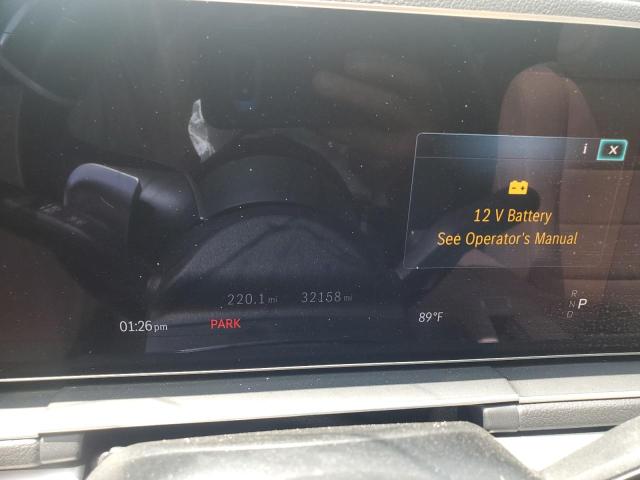 i X
12 V Battery
See Operator's Manual
220.1 mi 32158 mi
R
N P
D
01:26 pm PARK 89°F